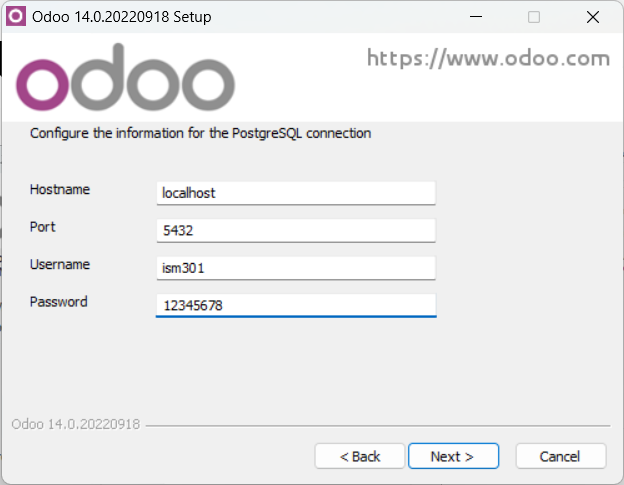 Odoo 14.0.20220918 Setup
odoo
https://www.odoo.com
Configure the information for the PostgreSQL connection
Hostname localhost
Port 5432
Username ism301
Password 12345678
Odoo 14.0.20220918
< Back Next > Cancel